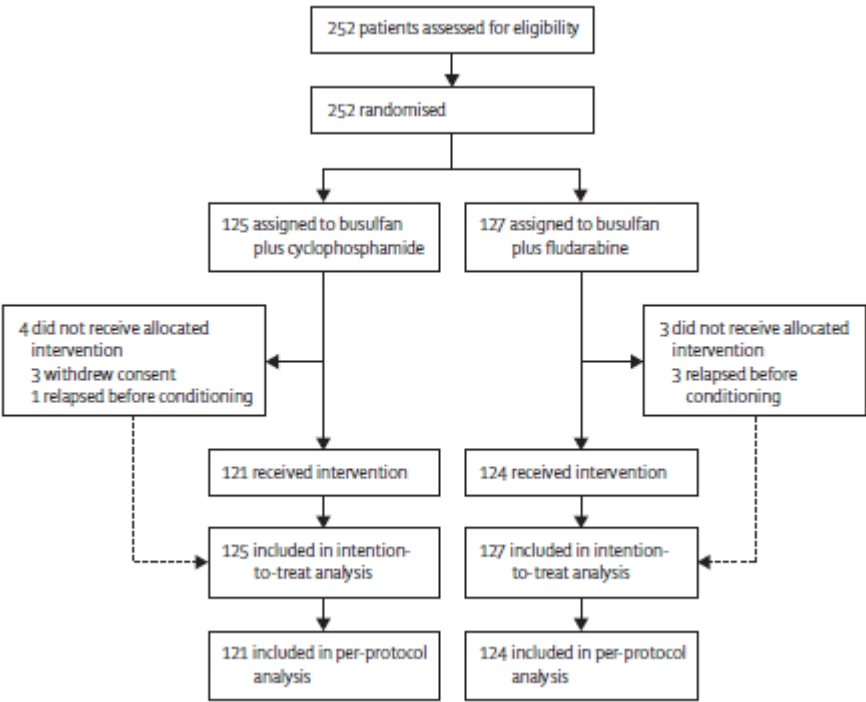 252 patients assessed for eligibility
252 randomised
125 assigned to busulfan
plus cyclophosphamide
127 assigned to busulfan
plus fludarabine
4 did not receive allocated
intervention
3 withdrew consent
1 relapsed before conditioning
3 did not receive allocated
intervention
3 relapsed before
conditioning
121 received intervention
124 received intervention
125 included in intention-
to-treat analysis
127 included in intention-
to-treat analysis
121 included in per-protocol
analysis
124 included in per-protocol
analysis